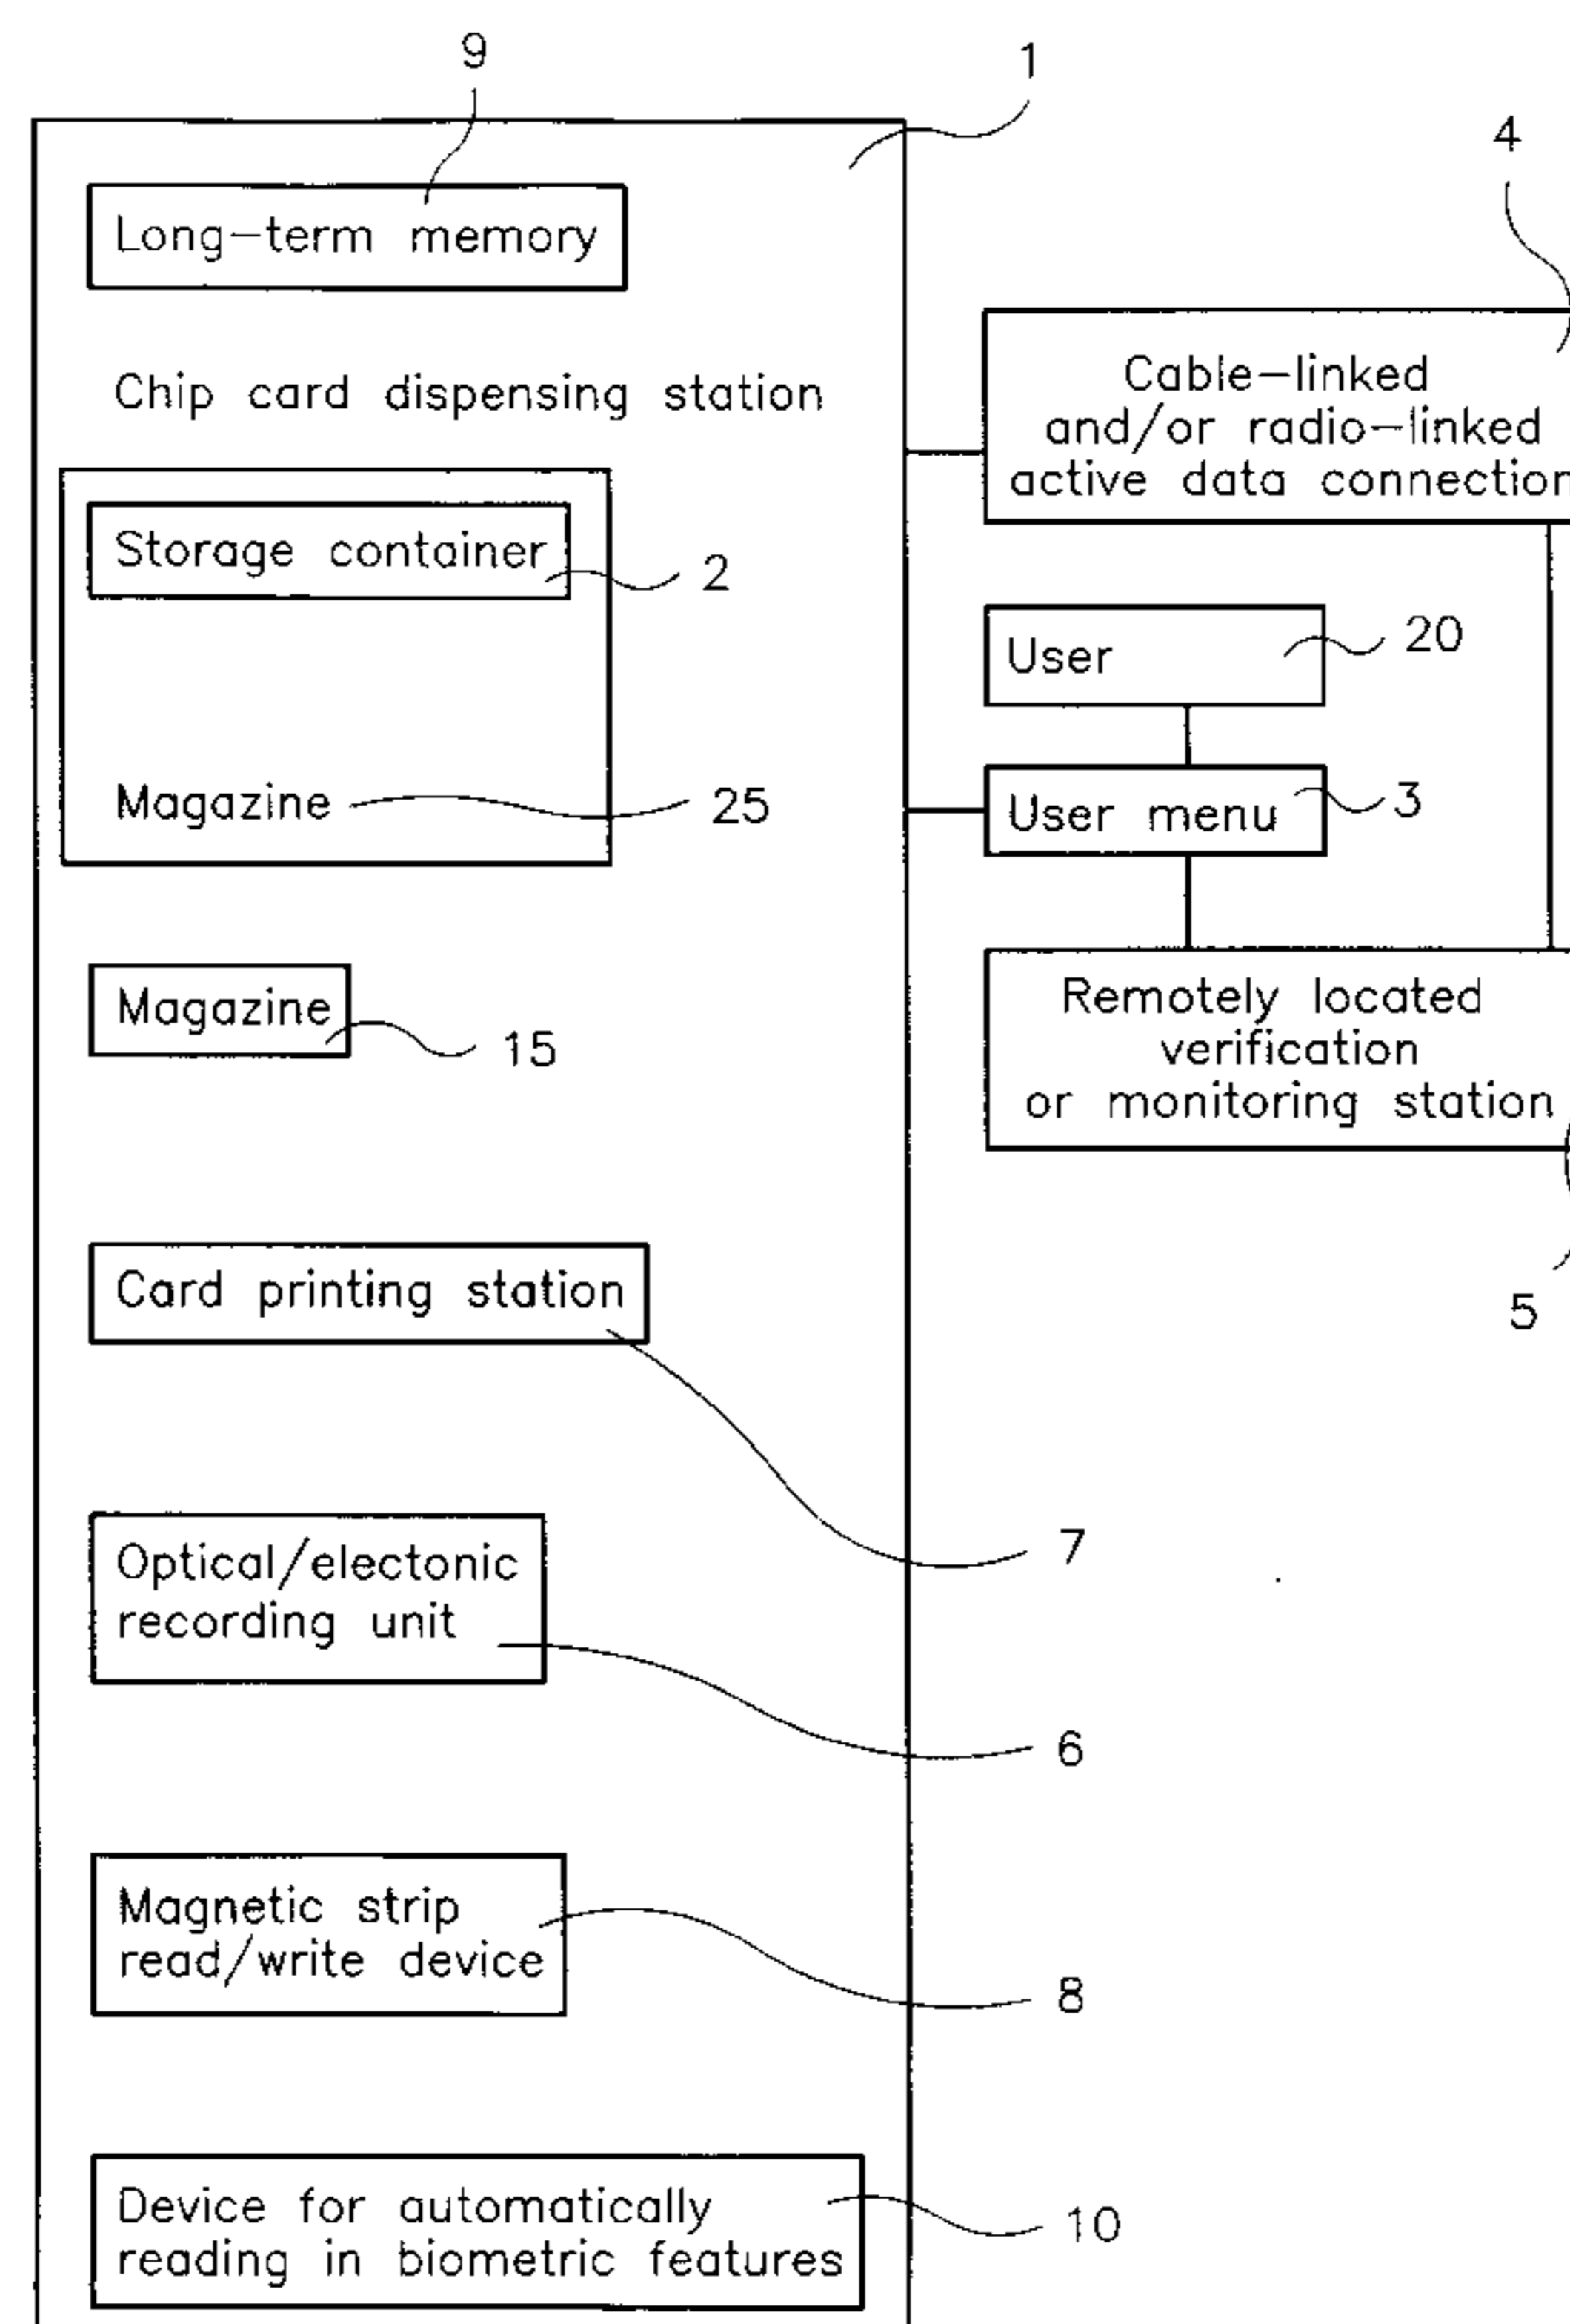 9
1
Long-term memory
4
Chip card dispensing station
Cable-linked
and/or radio-linked
active data connection
Storage container
2
User
20
Magazine
25
User menu
3
Magazine
15
Remotely located
verification
or monitoring station
5
Card printing station
7
Optical/electonic
recording unit
6
Magnetic strip
read/write device
8
Device for automatically
reading in biometric features
10